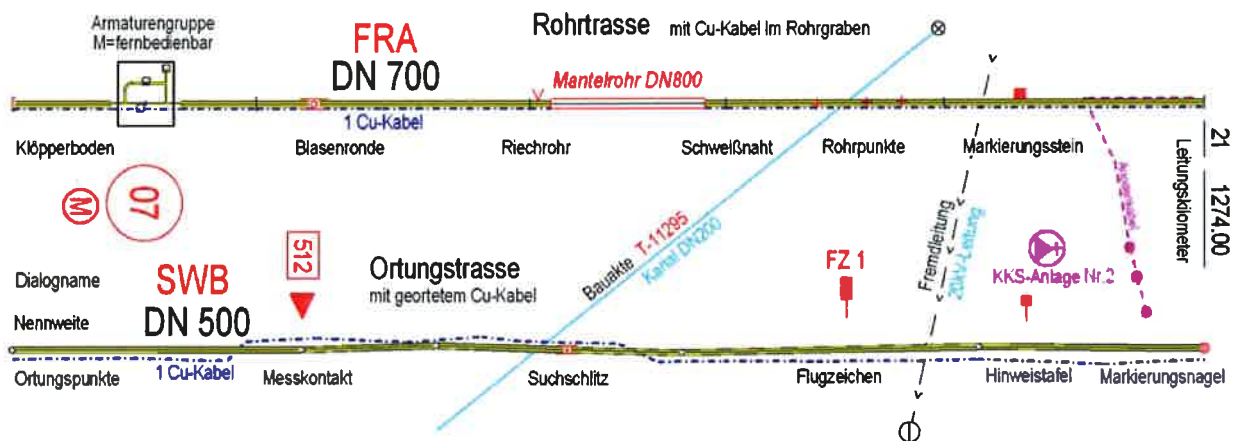 Armaturengruppe
M=fernbedienbar
FRA
DN 700
Rohrtrasse mit Cu-Kabel im Rohrgraben
Mantelrohr DN800
1 Cu-Kabel
Klöpperboden
Blasenronde
Riechrohr
Schweißnaht
Rohrpunkte
Markierungsstein
21 1274.00
Leitungskilometer
M
07
512
Dialogname
SWB
Nennweite
DN 500
Ortungstrasse
mit geortetem Cu-Kabel
Bauakte T-11295
Kanal DN200
FZ 1
Fremdleitung
20kV-Leitung
KKS-Anlage Nr.2
Ortungspunkte
1 Cu-Kabel
Messkontakt
Suchschlitz
Flugzeichen
Hinweistafel
Markierungsnagel